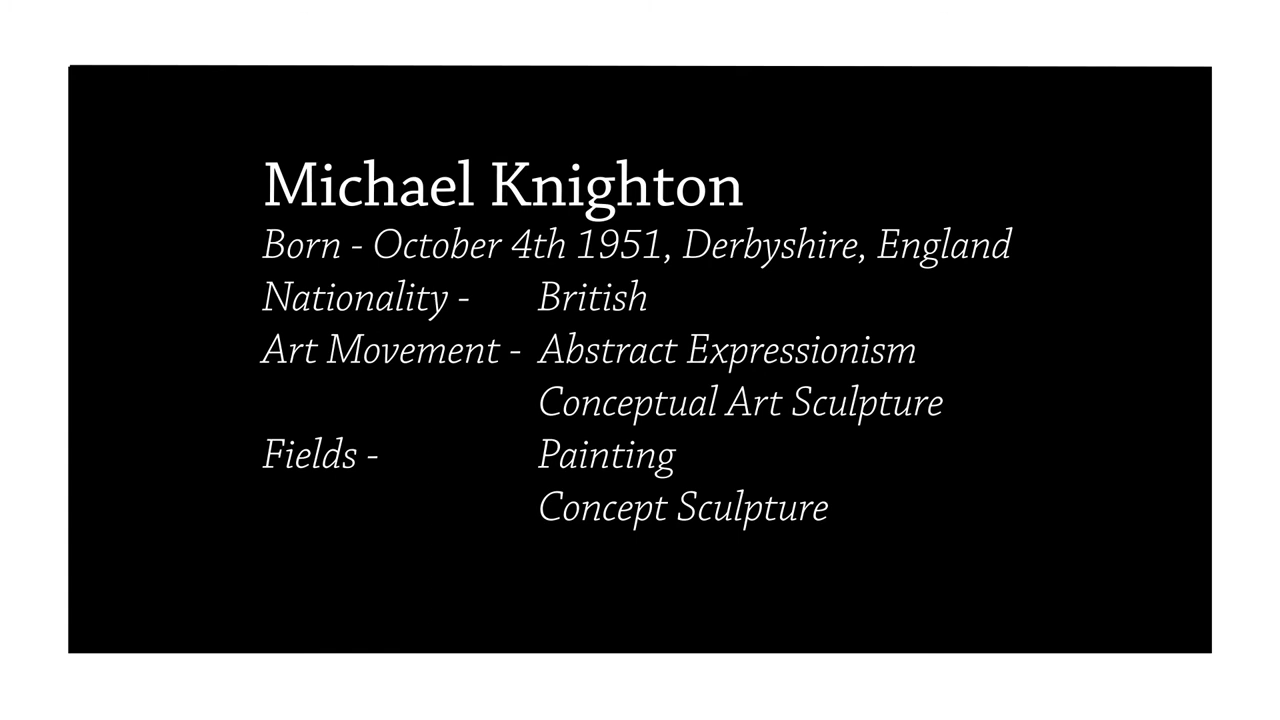 Michael Knighton
Born - October 4th 1951, Derbyshire, England
Nationality - British
Art Movement - Abstract Expressionism
Conceptual Art Sculpture
Fields - Painting
Concept Sculpture